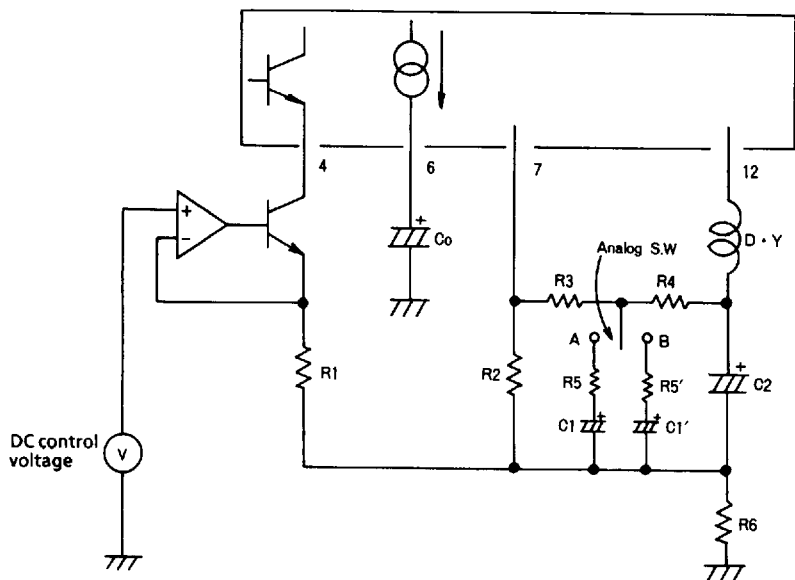 4
6
7
12
+
-
+
Co
D・Y
Analog S.W
R3
R4
A
B
R1
R2
R5
R5'
+
C2
C1
+
+
C1'
DC control
voltage
V
R6